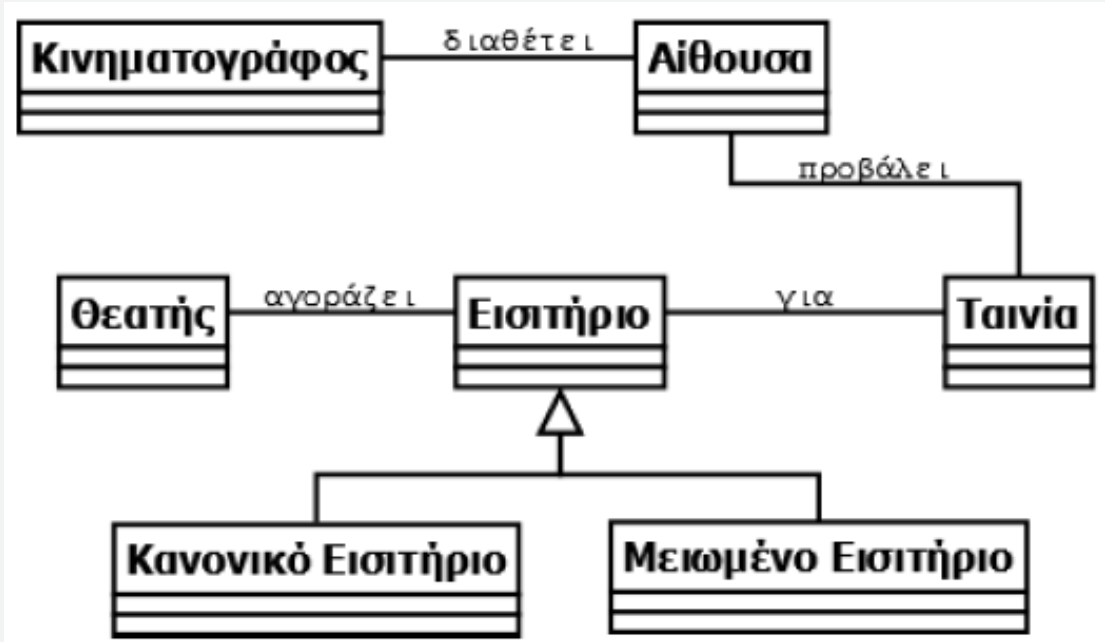 Κινηματογράφος
διαθέτει
Αίθουσα
προβάλει
Θεατής
αγοράζει
Εισιτήριο
για
Ταινία
Κανονικό Εισιτήριο
Μειωμένο Εισιτήριο